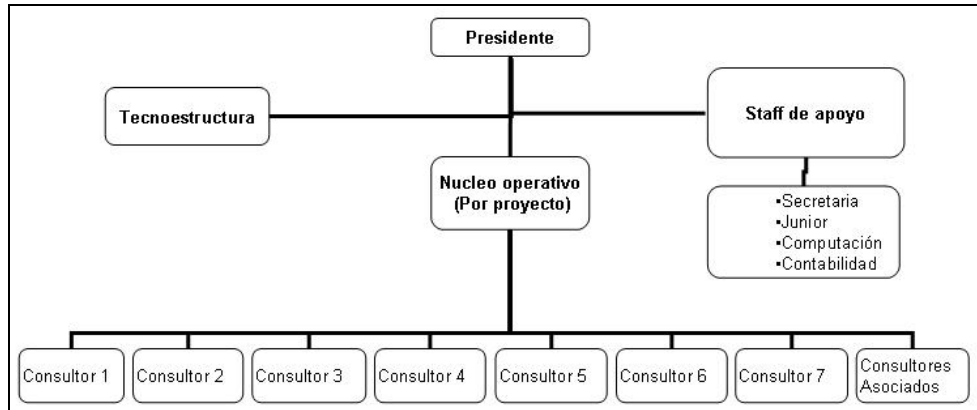 Presidente
Tecnoestructura
Staff de apoyo
Nucleo operativo
(Por proyecto)
▪Secretaria
▪Junior
▪Computación
▪Contabilidad
Consultor 1
Consultor 2
Consultor 3
Consultor 4
Consultor 5
Consultor 6
Consultor 7
Consultores
Asociados